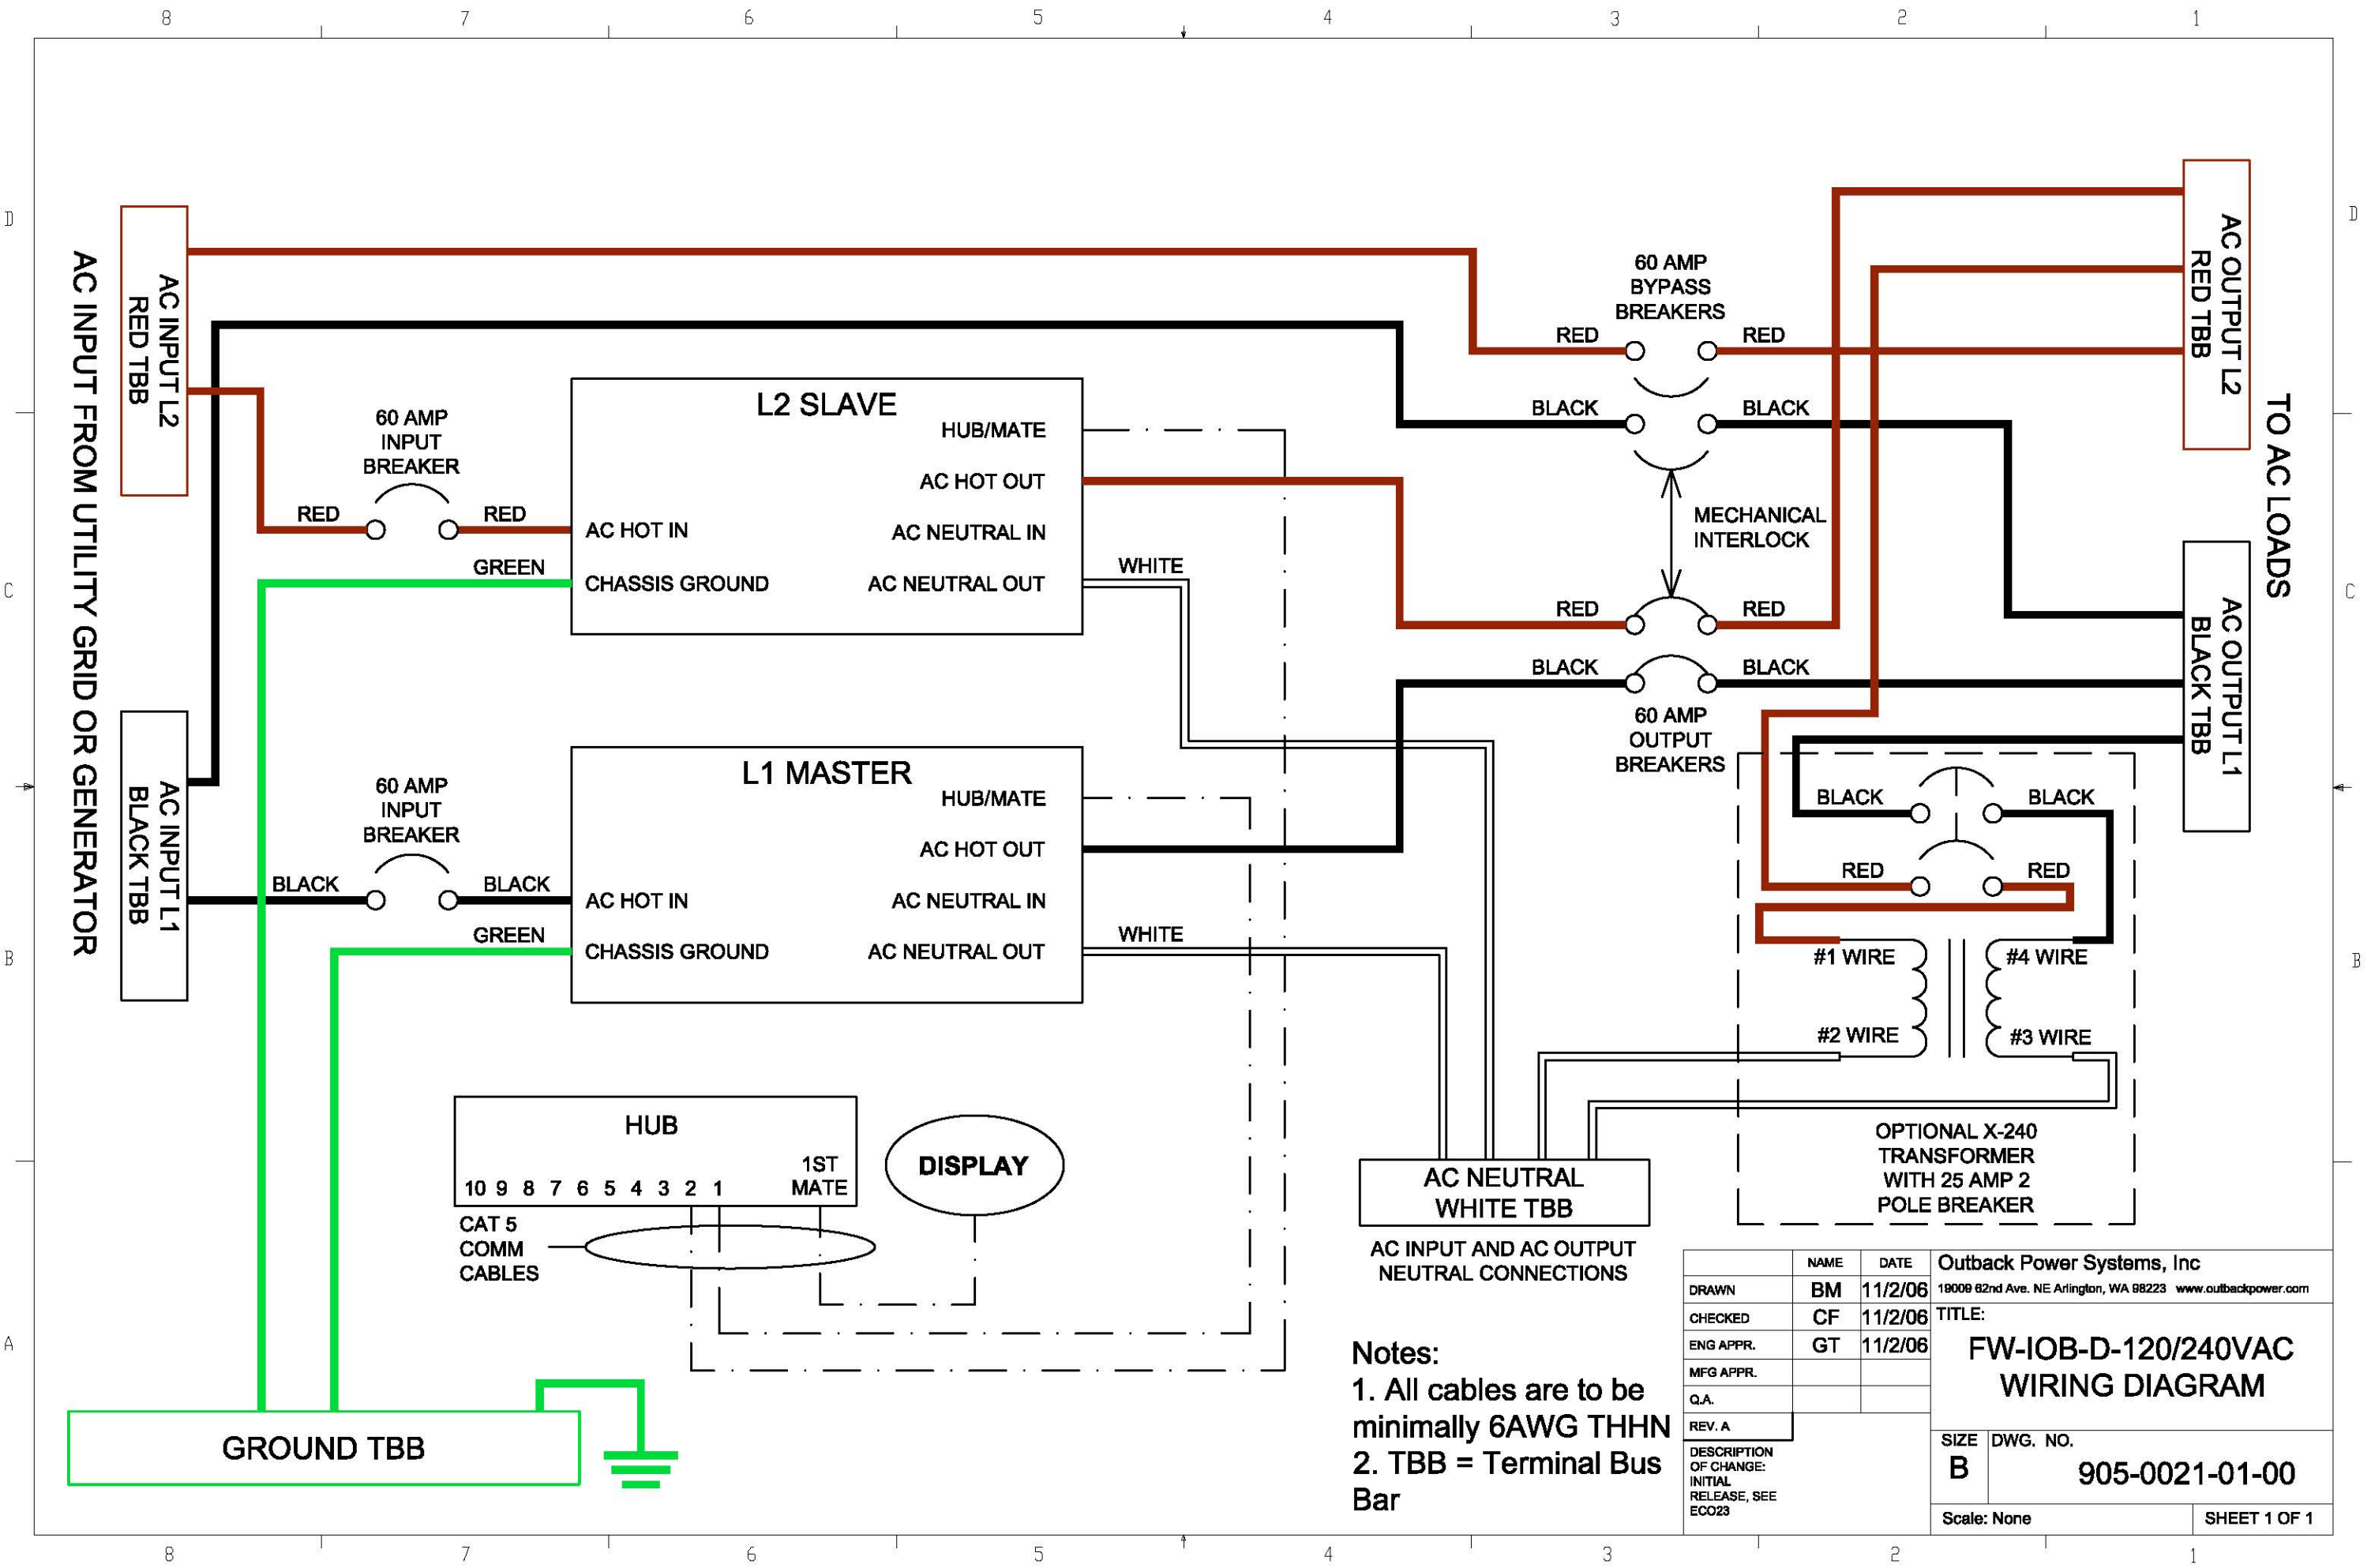 8
7
6
5
4
3
2
1
D
C
B
A
D
C
B
AC INPUT FROM UTILITY GRID OR GENERATOR
AC INPUT L2
RED TBB
AC INPUT L1
BLACK TBB
60 AMP
INPUT
BREAKER
RED
RED
GREEN
L2 SLAVE
HUB/MATE
AC HOT OUT
AC HOT IN
AC NEUTRAL IN
CHASSIS GROUND
AC NEUTRAL OUT
WHITE
60 AMP
INPUT
BREAKER
BLACK
BLACK
GREEN
L1 MASTER
HUB/MATE
AC HOT OUT
AC HOT IN
AC NEUTRAL IN
CHASSIS GROUND
AC NEUTRAL OUT
WHITE
60 AMP
BYPASS
BREAKERS
RED
RED
BLACK
BLACK
MECHANICAL
INTERLOCK
RED
RED
BLACK
BLACK
60 AMP
OUTPUT
BREAKERS
AC OUTPUT L2
RED TBB
TO AC LOADS
AC OUTPUT L1
BLACK TBB
BLACK
BLACK
RED
RED
#1 WIRE
#4 WIRE
#2 WIRE
#3 WIRE
OPTIONAL X-240
TRANSFORMER
WITH 25 AMP 2
POLE BREAKER
HUB
1ST
MATE
10 9 8 7 6 5 4 3 2 1
CAT 5
COMM
CABLES
DISPLAY
AC NEUTRAL
WHITE TBB
AC INPUT AND AC OUTPUT
NEUTRAL CONNECTIONS
GROUND TBB
Notes:
1. All cables are to be
minimally 6AWG THHN
2. TBB = Terminal Bus
Bar
NAME DATE
DRAWN BM 11/2/06
CHECKED CF 11/2/06
ENG APPR. GT 11/2/06
MFG APPR.
Q.A.
REV. A
DESCRIPTION
OF CHANGE:
INITIAL
RELEASE, SEE
ECO23
Outback Power Systems, Inc
19009 62nd Ave. NE Arlington, WA 98223 www.outbackpower.com
TITLE:
FW-IOB-D-120/240VAC
WIRING DIAGRAM
SIZE
B
DWG. NO.
905-0021-01-00
Scale: None
SHEET 1 OF 1
8
7
6
5
4
3
2
1